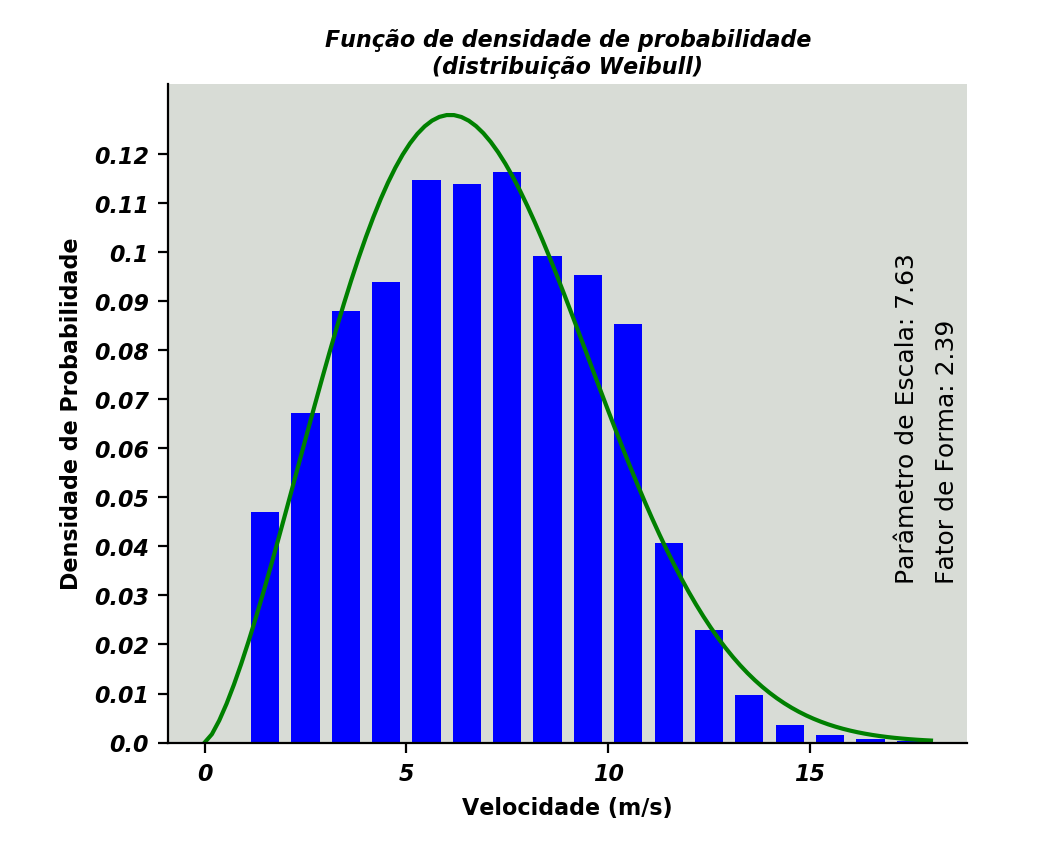 Função de densidade de probabilidade
(distribuição Weibull)
Densidade de Probabilidade
0.12
0.11
0.1
0.09
0.08
0.07
0.06
0.05
0.04
0.03
0.02
0.01
0.0
Parâmetro de Escala: 7.63
Fator de Forma: 2.39
0 5 10 15
Velocidade (m/s)